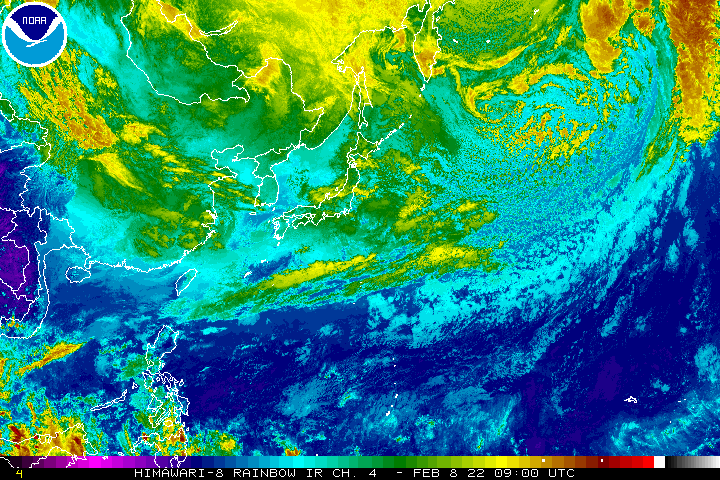 NOAA
4 HIMAWARI-8 RAINBOW IR CH. 4 - FEB 8 22 09:00 UTC